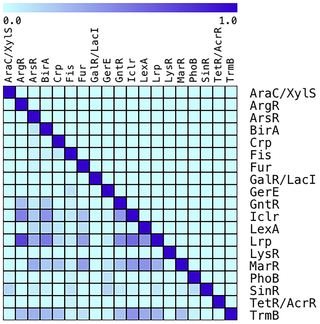 0.0 1.0
AraC/XylS ArgR ArsR BirA Crp Fis Fur GalR/LacI GerE GntR Iclr LexA Lrp LysR MarR PhoB SinR TetR/AcrR TrmB
AraC/XylS
ArgR
ArsR
BirA
Crp
Fis
Fur
GalR/LacI
GerE
GntR
Iclr
LexA
Lrp
LysR
MarR
PhoB
SinR
TetR/AcrR
TrmB